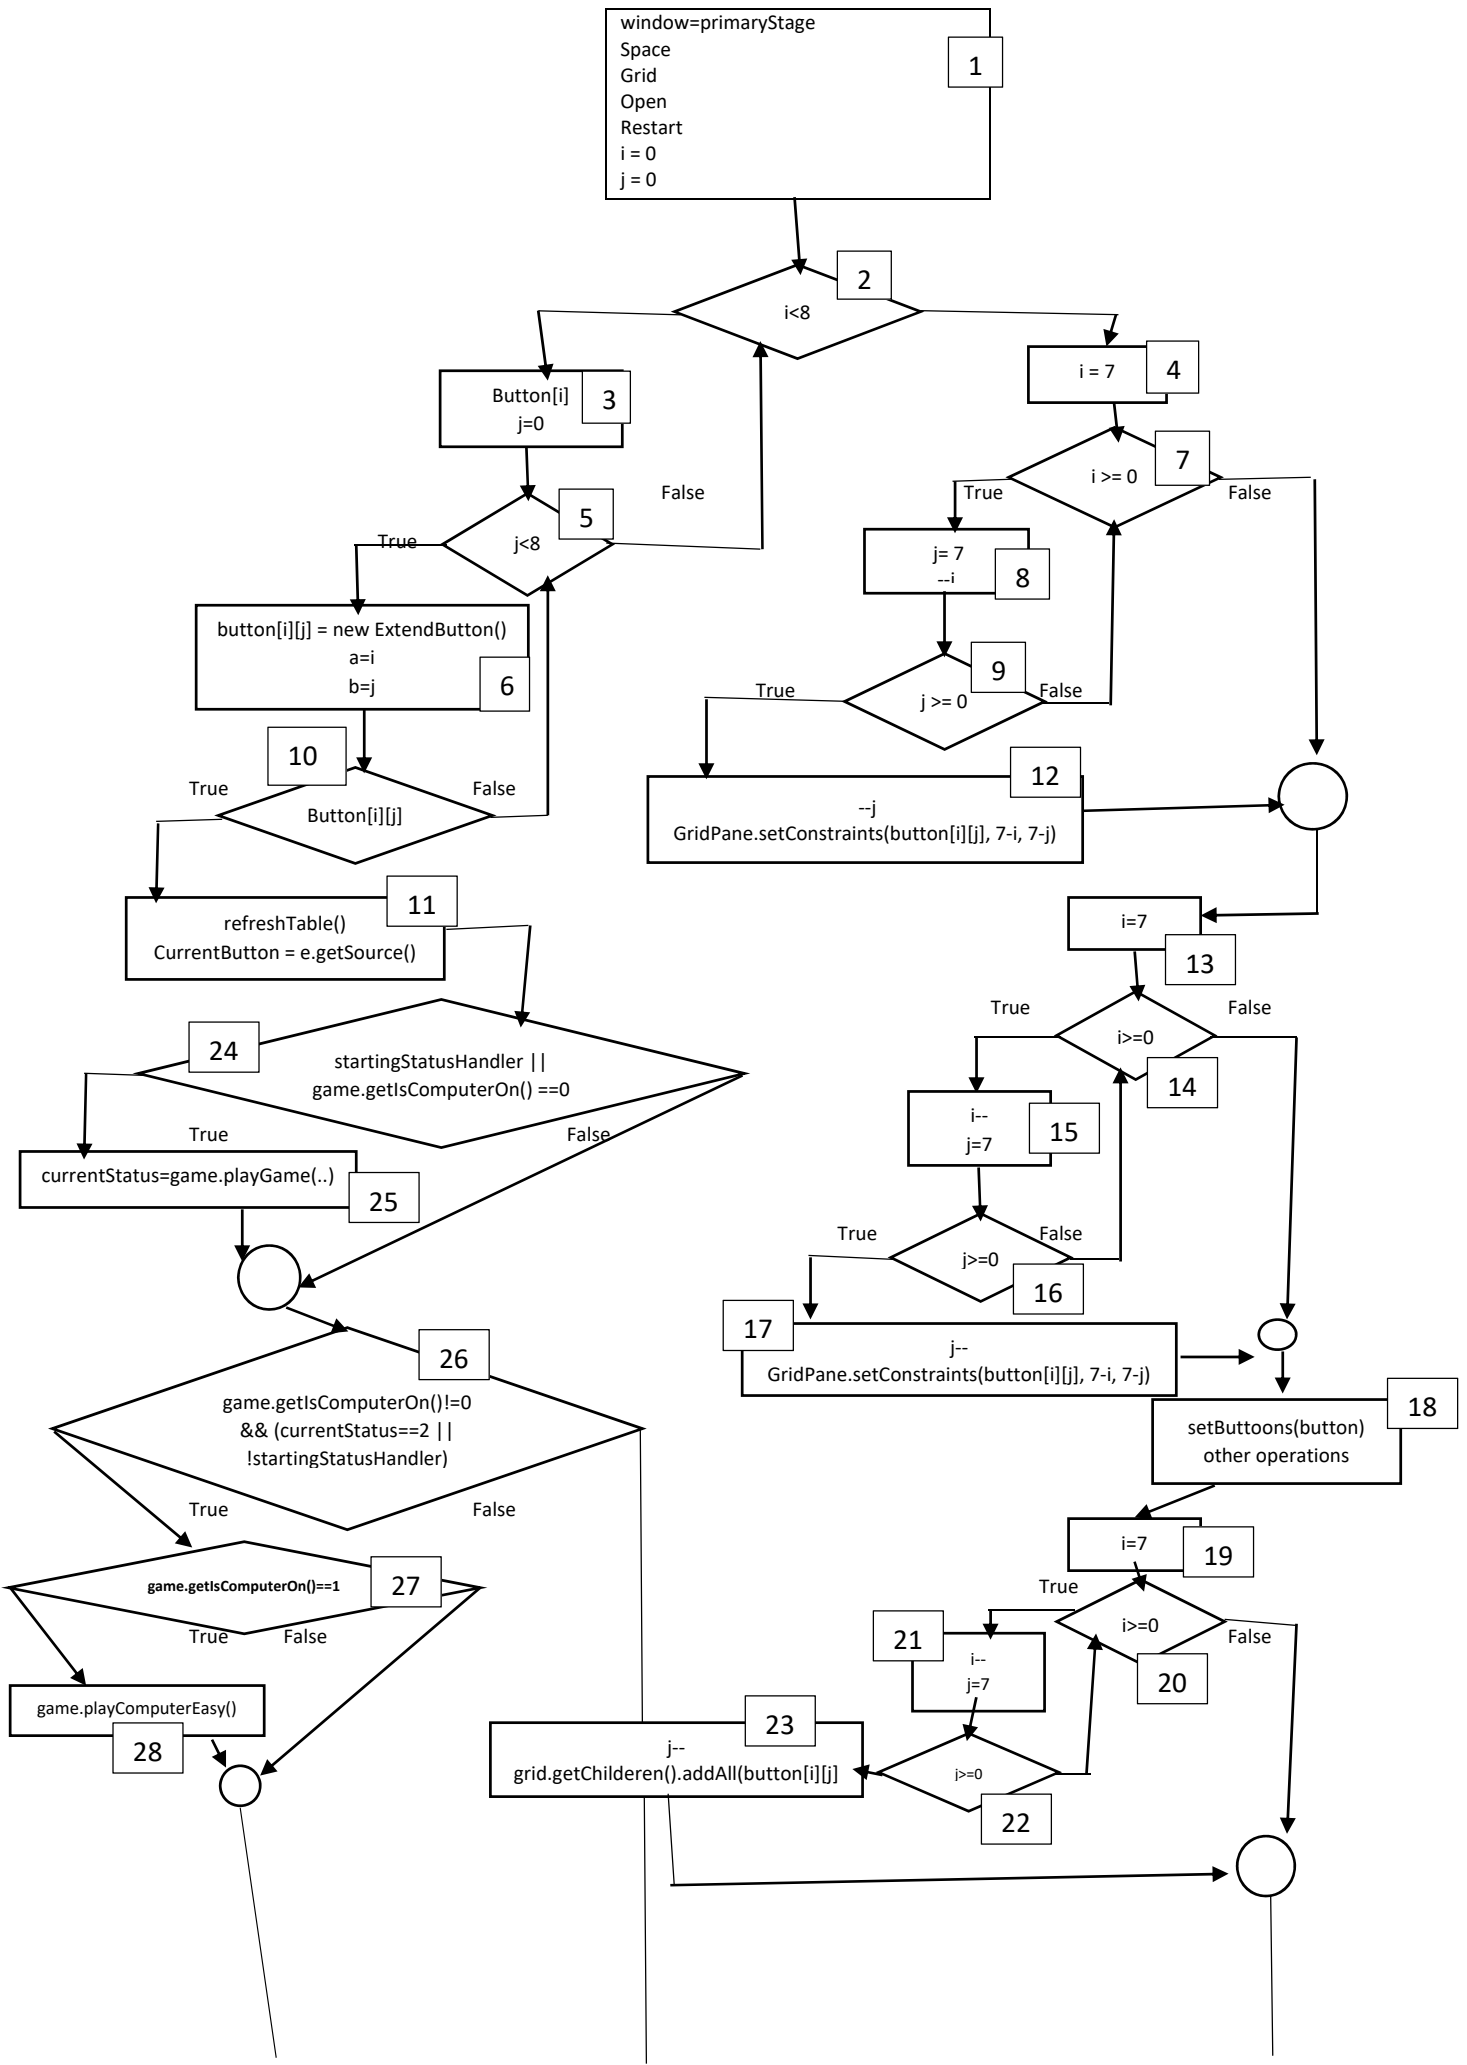 window=primaryStage
Space
Grid
Open
Restart
i = 0
j = 0
1
2
i<8
Button[i]
j=0
3
i = 7
4
False
5
j<8
True
7
i >= 0
True
False
j= 7
--i
8
button[i][j] = new ExtendButton()
a=i
b=j
6
9
j >= 0
True
False
10
True
False
Button[i][j]
12
--j
GridPane.setConstraints(button[i][j], 7-i, 7-j)
11
refreshTable()
CurrentButton = e.getSource()
i=7
13
True
False
i>=0
14
24
startingStatusHandler ||
game.getIsComputerOn() ==0
True
False
i--
j=7
15
currentStatus=game.playGame(..)
25
True
False
j>=0
16
17
j--
GridPane.setConstraints(button[i][j], 7-i, 7-j)
26
game.getIsComputerOn()!=0
&& (currentStatus==2 ||
!startingStatusHandler)
True
False
18
setButtoons(button)
other operations
i=7
19
27
game.getIsComputerOn()==1
True
False
True
i>=0
False
20
21
i--
j=7
game.playComputerEasy()
28
23
j--
grid.getChilderen().addAll(button[i][j]
j>=0
22